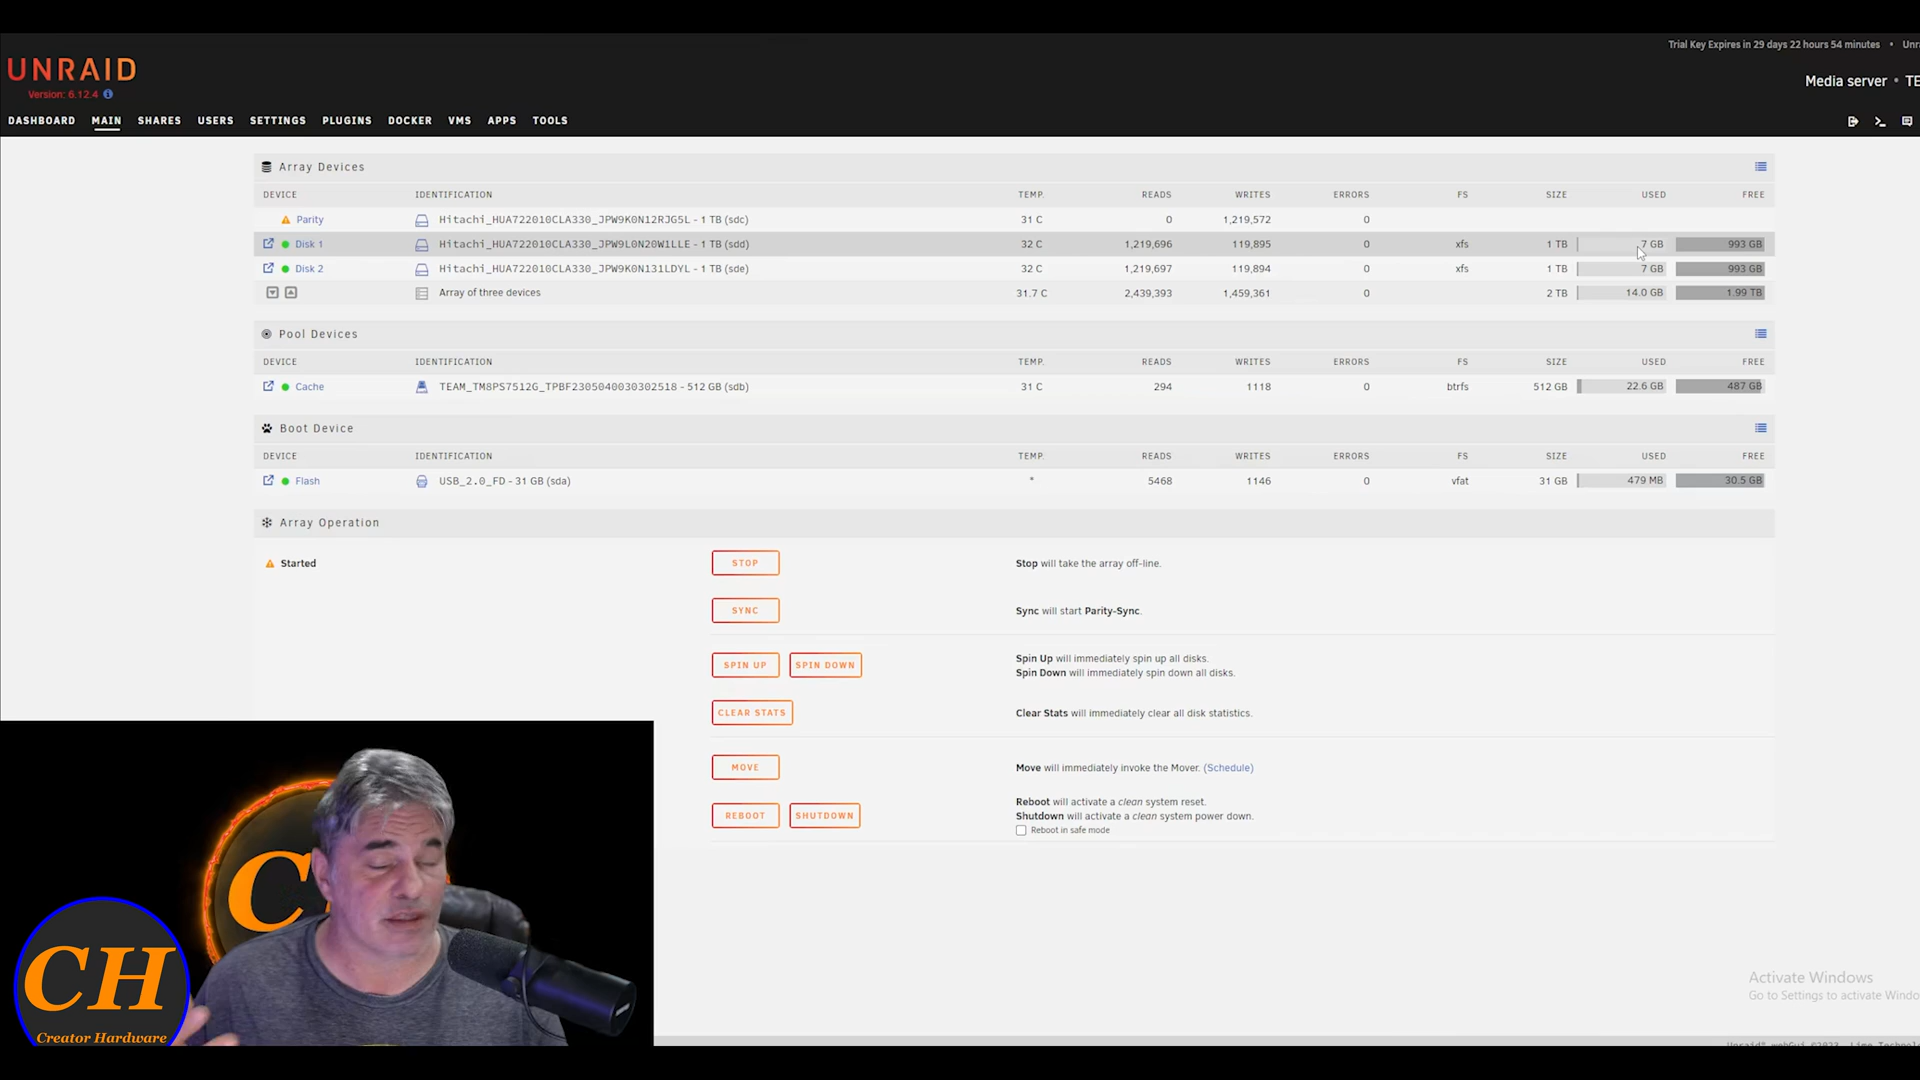 Trial Key Expires in 29 days 22 hours 54 minutes • Unr
UNRAID
Version: 6.12.4
Media server • TE
DASHBOARD MAIN SHARES USERS SETTINGS PLUGINS DOCKER VMS APPS TOOLS
Array Devices
DEVICE IDENTIFICATION TEMP. READS WRITES ERRORS FS SIZE USED FREE
Parity Hitachi_HUA722010CLA330_JPW9K0N12RJG5L - 1 TB (sdc) 31 C 0 1,219,572 0
Disk 1 Hitachi_HUA722010CLA330_JPW9L0N20W1LLE - 1 TB (sdd) 32 C 1,219,696 119,895 0 xfs 1 TB 7 GB 993 GB
Disk 2 Hitachi_HUA722010CLA330_JPW9K0N131LDYL - 1 TB (sde) 32 C 1,219,697 119,894 0 xfs 1 TB 7 GB 993 GB
Array of three devices 31.7 C 2,439,393 1,459,361 0 2 TB 14.0 GB 1.99 TB
Pool Devices
DEVICE IDENTIFICATION TEMP. READS WRITES ERRORS FS SIZE USED FREE
Cache TEAM_TM8PS7512G_TPBF2305040030302518 - 512 GB (sdb) 31 C 294 1118 0 btrfs 512 GB 22.6 GB 487 GB
Boot Device
DEVICE IDENTIFICATION TEMP. READS WRITES ERRORS FS SIZE USED FREE
Flash USB_2.0_FD - 31 GB (sda) * 5468 1146 0 vfat 31 GB 479 MB 30.5 GB
Array Operation
Started STOP Stop will take the array off-line.
SYNC Sync will start Parity-Sync.
SPIN UP SPIN DOWN Spin Up will immediately spin up all disks.
Spin Down will immediately spin down all disks.
CLEAR STATS Clear Stats will immediately clear all disk statistics.
MOVE Move will immediately invoke the Mover. (Schedule)
REBOOT SHUTDOWN Reboot will activate a clean system reset.
Shutdown will activate a clean system power down.
Reboot in safe mode
C
CH
Creator Hardware
Activate Windows
Go to Settings to activate Windo